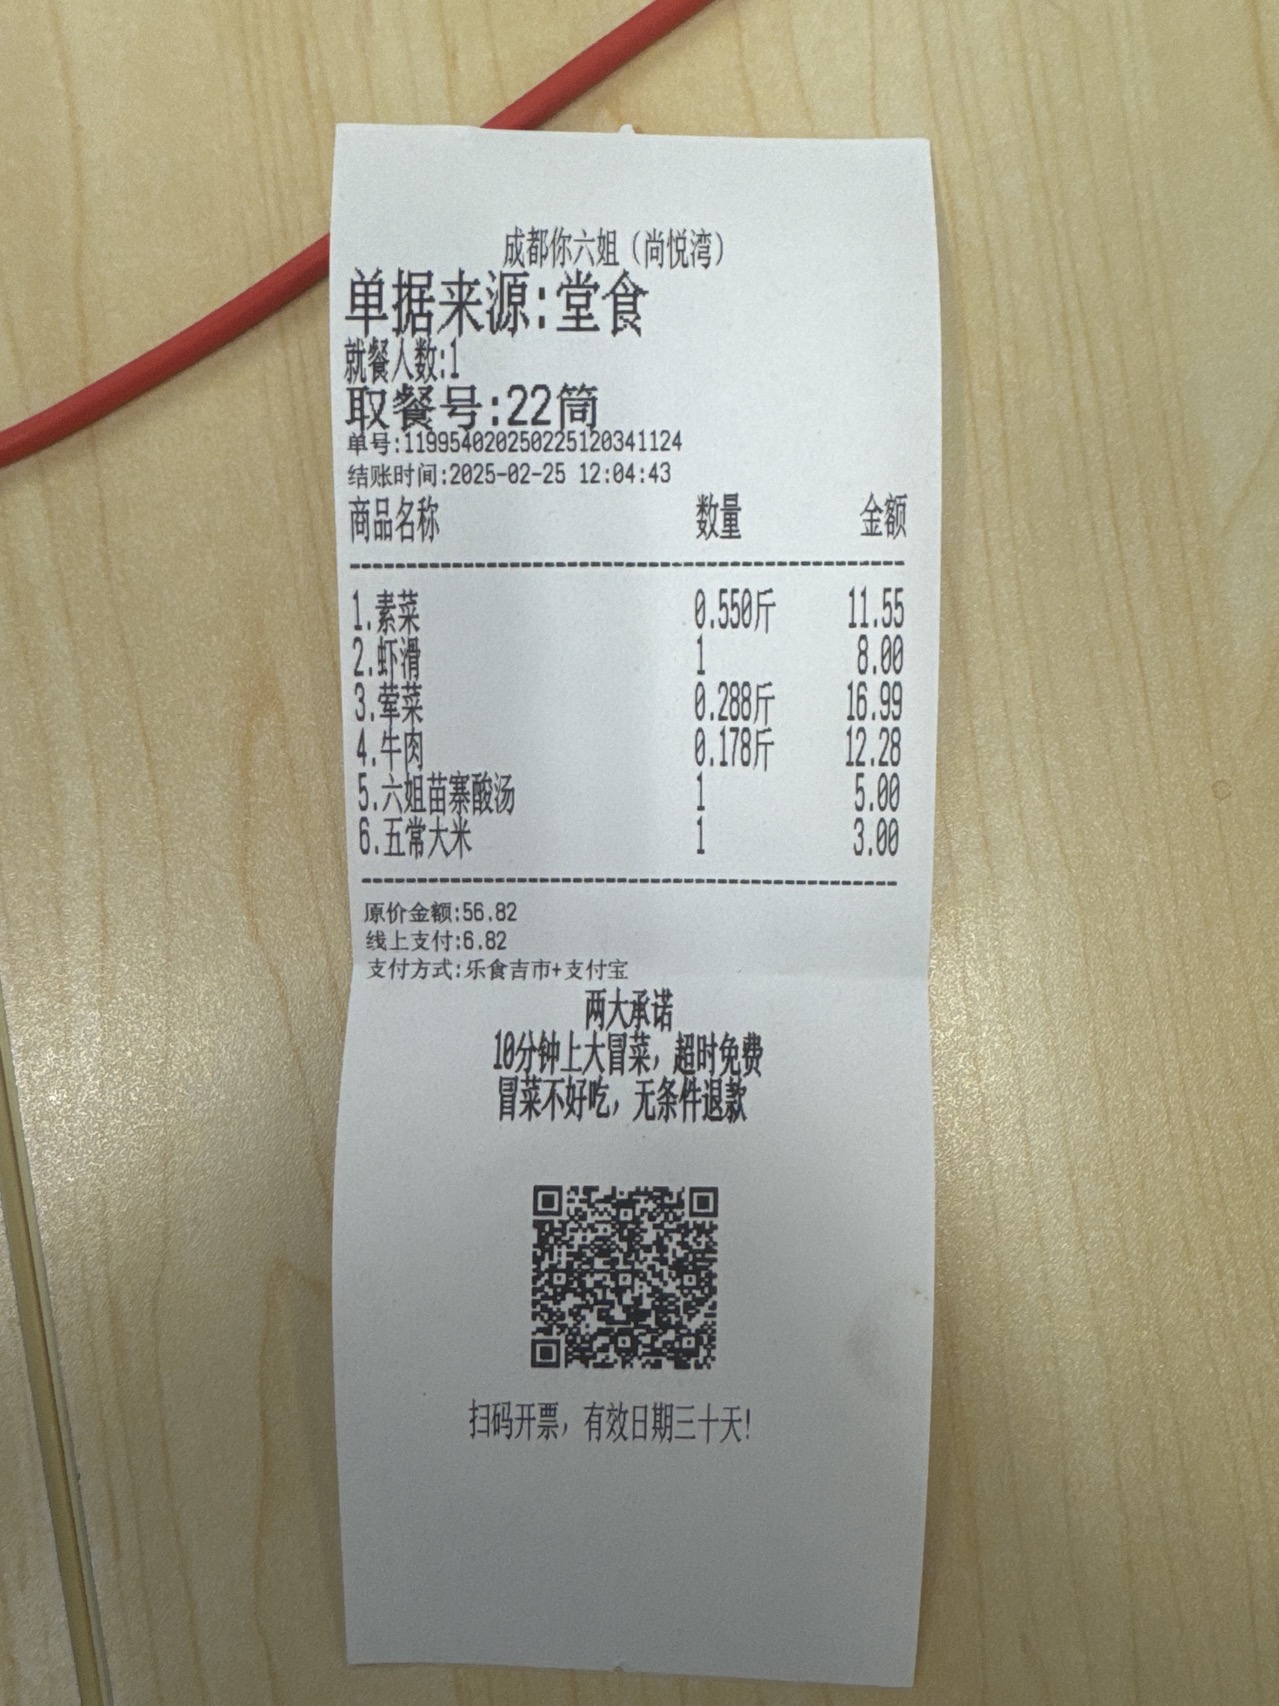 成都你六姐（尚悦湾）
单据来源:堂食
就餐人数:1
取餐号:22筒
单号:119954020250225120341124
结账时间:2025-02-25 12:04:43
商品名称 数量 金额
1.素菜 0.550斤 11.55
2.虾滑 1 8.00
3.荤菜 0.288斤 16.99
4.牛肉 0.178斤 12.28
5.六姐苗寨酸汤 1 5.00
6.五常大米 1 3.00
原价金额:56.82
线上支付:6.82
支付方式:乐食吉市+支付宝
两大承诺
10分钟上大冒菜，超时免费
冒菜不好吃，无条件退款
扫码开票，有效日期三十天！